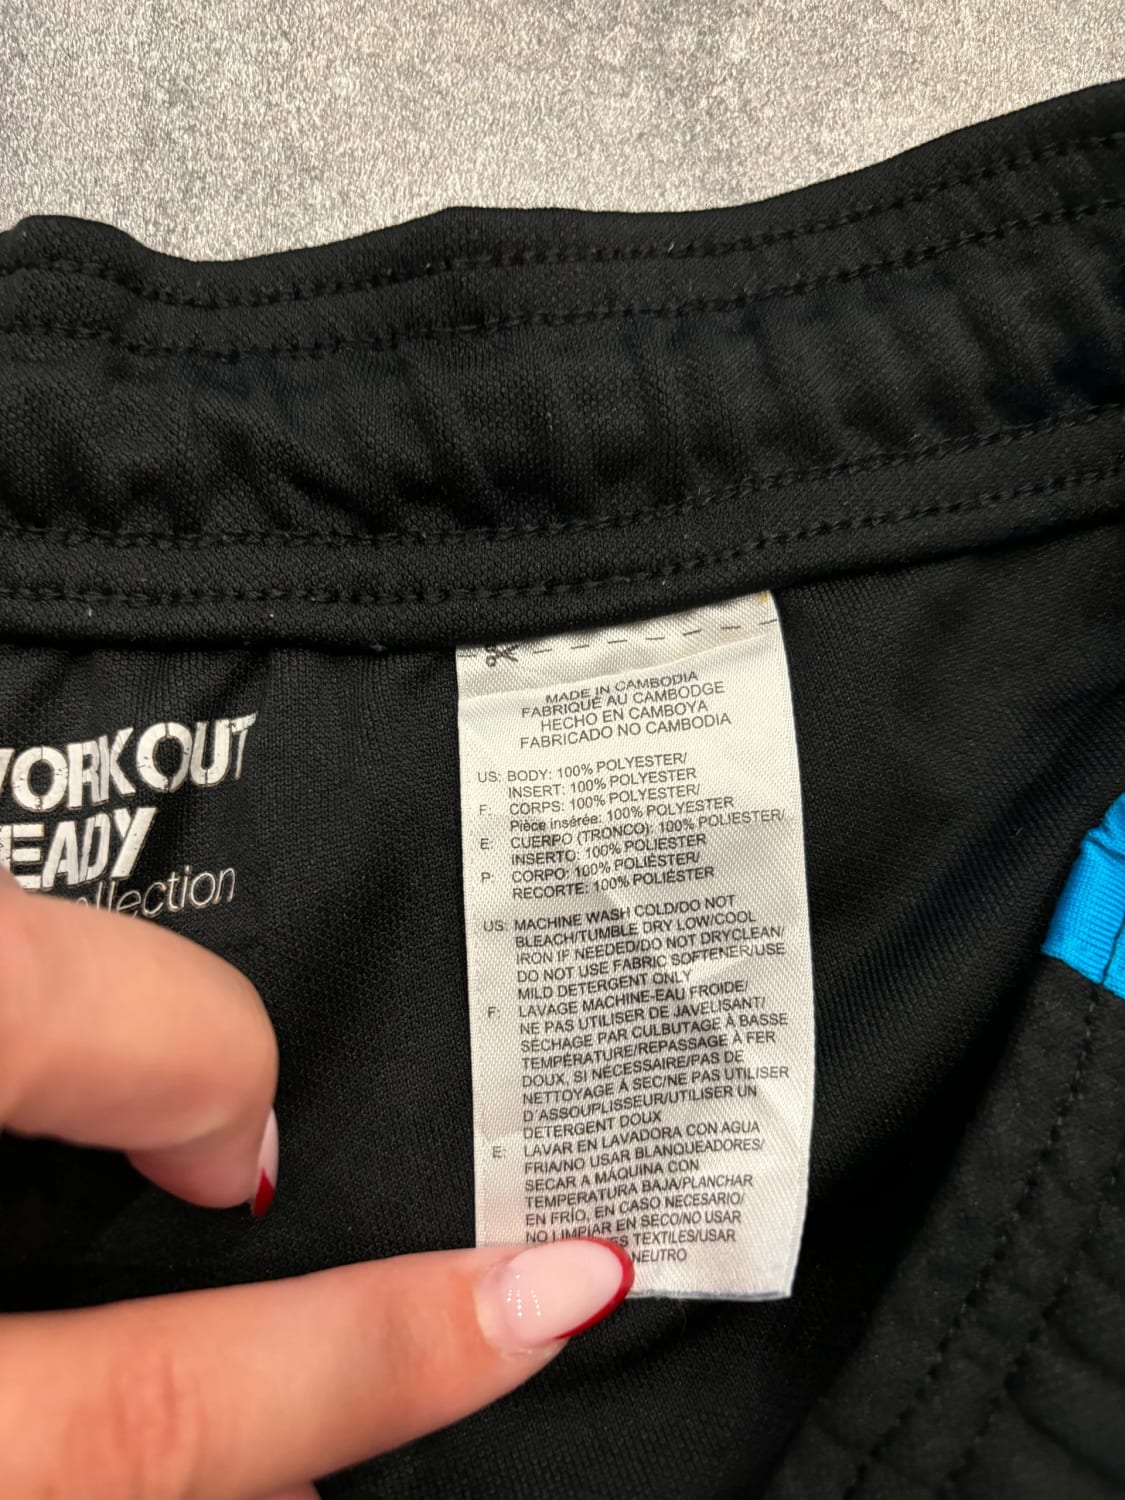 WORKOUT
READY
collection
MADE IN CAMBODIA
FABRIQUÉ AU CAMBODGE
HECHO EN CAMBOYA
FABRICADO NO CAMBODIA
US: BODY: 100% POLYESTER/
INSERT: 100% POLYESTER
F. CORPS: 100% POLYESTER/
Pièce insérée: 100% POLYESTER
E: CUERPO (TRONCO): 100% POLIESTER/
INSERTO: 100% POLIESTER
P. CORPO: 100% POLIÉSTER/
RECORTE: 100% POLIÉSTER
US: MACHINE WASH COLD/DO NOT
BLEACH/TUMBLE DRY LOW/COOL
IRON IF NEEDED/DO NOT DRYCLEAN/
DO NOT USE FABRIC SOFTENER/USE
MILD DETERGENT ONLY
F: LAVAGE MACHINE-EAU FROIDE/
NE PAS UTILISER DE JAVELISANT/
SÉCHAGE PAR CULBUTAGE À BASSE
TEMPÉRATURE/REPASSAGE À FER
DOUX, SI NÉCESSAIRE/PAS DE
NETTOYAGE À SEC/NE PAS UTILISER
D'ASSOUPLISSEUR/UTILISER UN
DÉTERGENT DOUX
E: LAVAR EN LAVADORA CON AGUA
FRIA/NO USAR BLANQUEADORES/
SECAR A MÁQUINA CON
TEMPERATURA BAJA/PLANCHAR
EN FRÍO, EN CASO NECESARIO/
NO LIMPIAR EN SECO/NO USAR
TEXTILES/USAR
NEUTRO